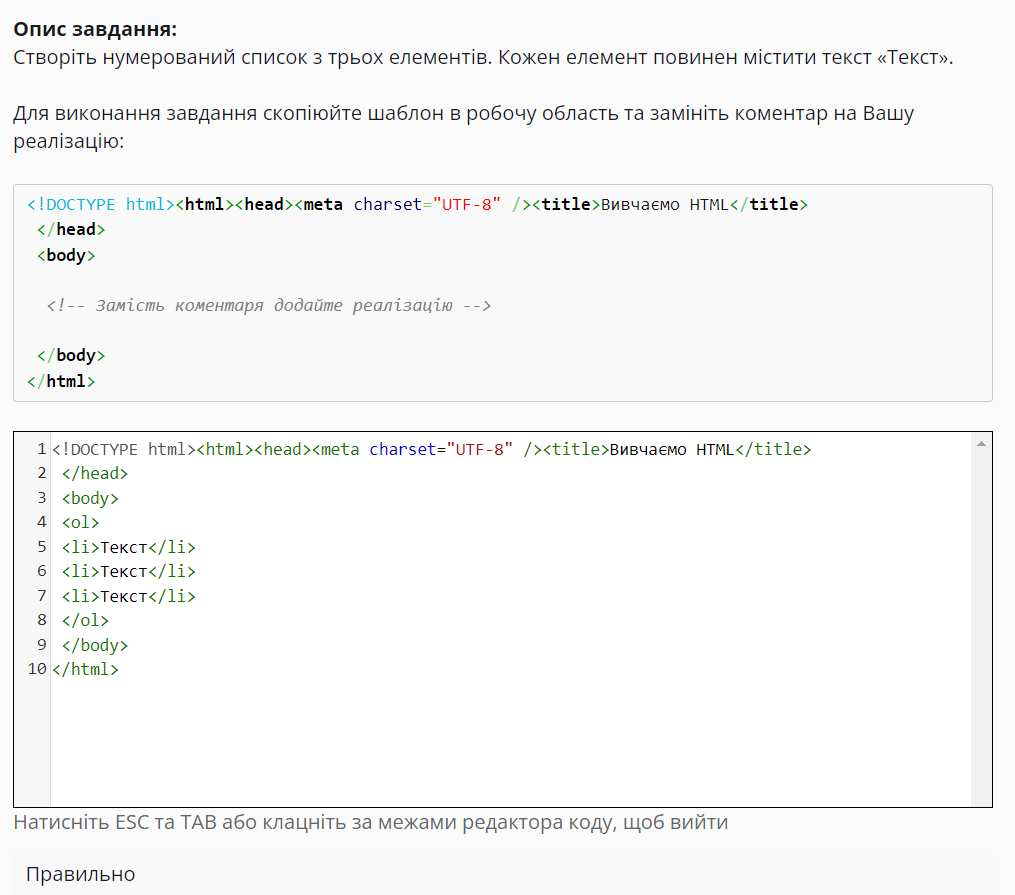 Опис завдання:
Створіть нумерований список з трьох елементів. Кожен елемент повинен містити текст «Текст».
Для виконання завдання скопіюйте шаблон в робочу область та замініть коментар на Вашу
реалізацію:
<!DOCTYPE html><html><head><meta charset="UTF-8" /><title>Вивчаємо HTML</title>
</head>
<body>
<!-- Замість коментаря додайте реалізацію -->
</body>
</html>
1 <!DOCTYPE html><html><head><meta charset="UTF-8" /><title>Вивчаємо HTML</title>
2 </head>
3 <body>
4 <ol>
5 <li>Текст</li>
6 <li>Текст</li>
7 <li>Текст</li>
8 </ol>
9 </body>
10 </html>
Натисніть ESC та TAB або клацніть за межами редактора коду, щоб вийти
Правильно